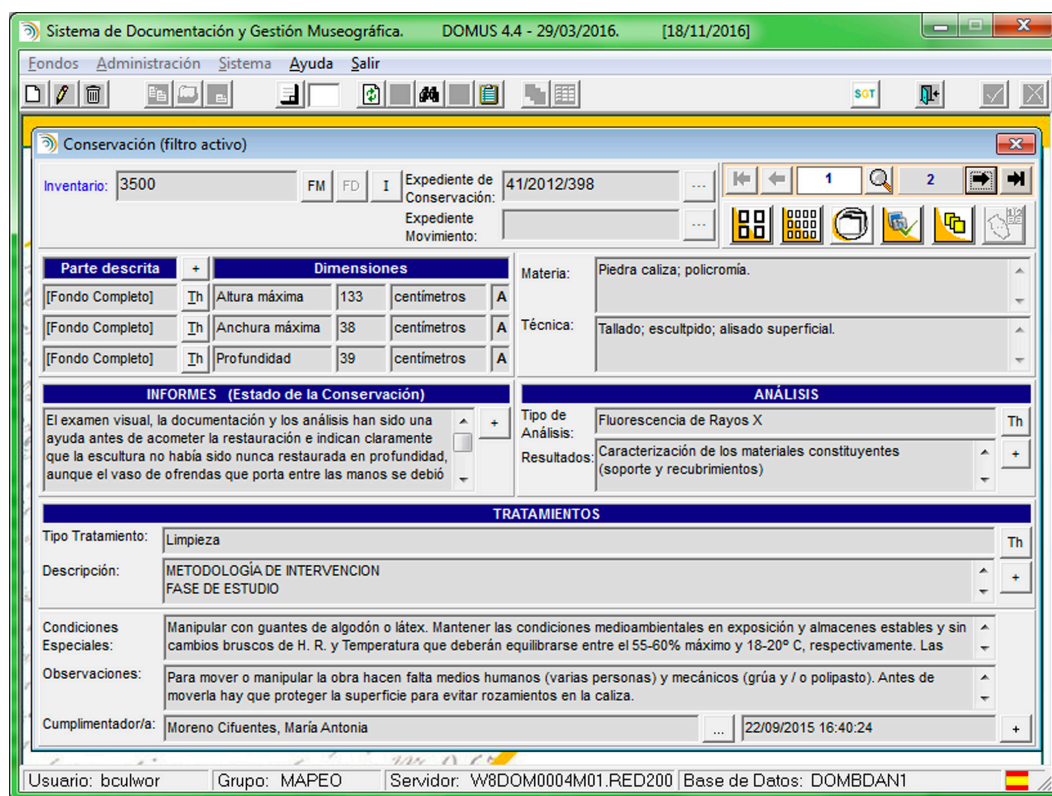 Sistema de Documentación y Gestión Museográfica. DOMUS 4.4 - 29/03/2016. [18/11/2016]
Fondos Administración Sistema Ayuda Salir
SGT
Conservación (filtro activo)
Inventario: 3500 FM FD I Expediente de Conservación: 41/2012/398 ... 1 2
Expediente Movimiento: ...
Parte descrita + Dimensiones
[Fondo Completo] Th Altura máxima 133 centímetros A
[Fondo Completo] Th Anchura máxima 38 centímetros A
[Fondo Completo] Th Profundidad 39 centímetros A
Materia: Piedra caliza; policromía.
Técnica: Tallado; escultpido; alisado superficial.
INFORMES (Estado de la Conservación)
El examen visual, la documentación y los análisis han sido una
ayuda antes de acometer la restauración e indican claramente
que la escultura no había sido nunca restaurada en profundidad,
aunque el vaso de ofrendas que porta entre las manos se debió
+
ANÁLISIS
Tipo de Análisis: Fluorescencia de Rayos X Th
Resultados: Caracterización de los materiales constituyentes
(soporte y recubrimientos)
+
TRATAMIENTOS
Tipo Tratamiento: Limpieza Th
Descripción: METODOLOGÍA DE INTERVENCION
FASE DE ESTUDIO
+
Condiciones Especiales: Manipular con guantes de algodón o látex. Mantener las condiciones medioambientales en exposición y almacenes estables y sin
cambios bruscos de H. R. y Temperatura que deberán equilibrarse entre el 55-60% máximo y 18-20º C, respectivamente. Las
Observaciones: Para mover o manipular la obra hacen falta medios humanos (varias personas) y mecánicos (grúa y / o polipasto). Antes de
moverla hay que proteger la superficie para evitar rozamientos en la caliza.
Cumplimentador/a: Moreno Cifuentes, María Antonia ... 22/09/2015 16:40:24 +
Usuario: bculwor Grupo: MAPEO Servidor: W8DOM0004M01.RED200 Base de Datos: DOMBDAN1